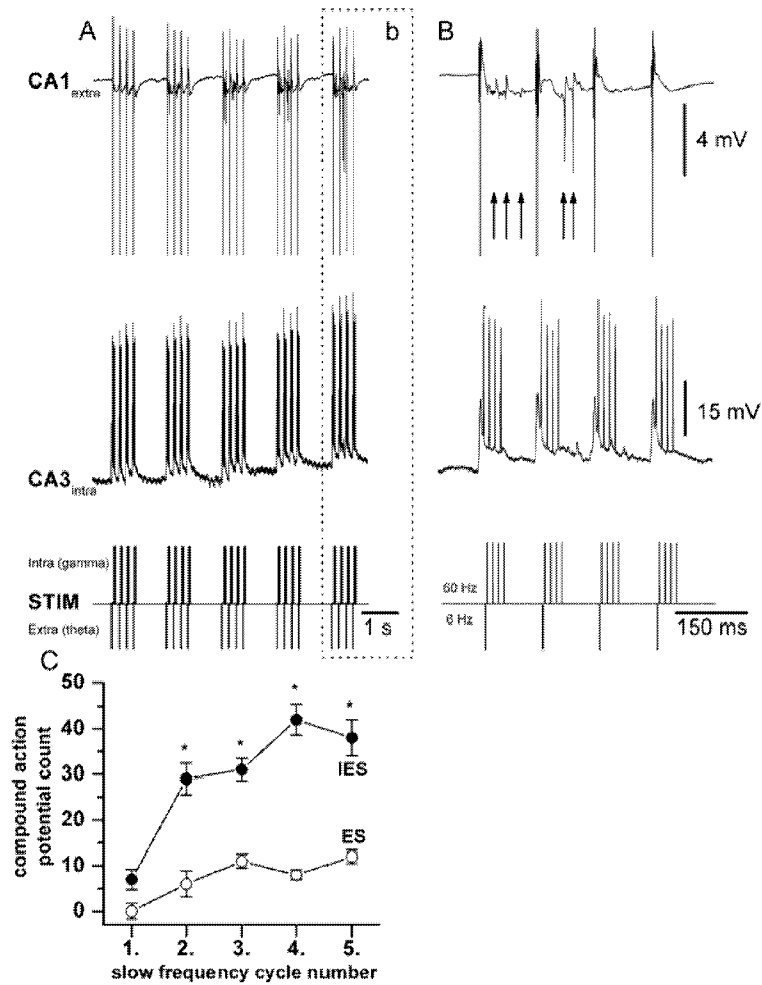 A
b
B
CA1extra
4 mV
CA3intra
15 mV
Intra (gamma)
STIM
Extra (theta)
1 s
60 Hz
6 Hz
150 ms
C
compound action
potential count
50
40
30
20
10
0
*
*
*
*
IES
ES
1.
2.
3.
4.
5.
slow frequency cycle number